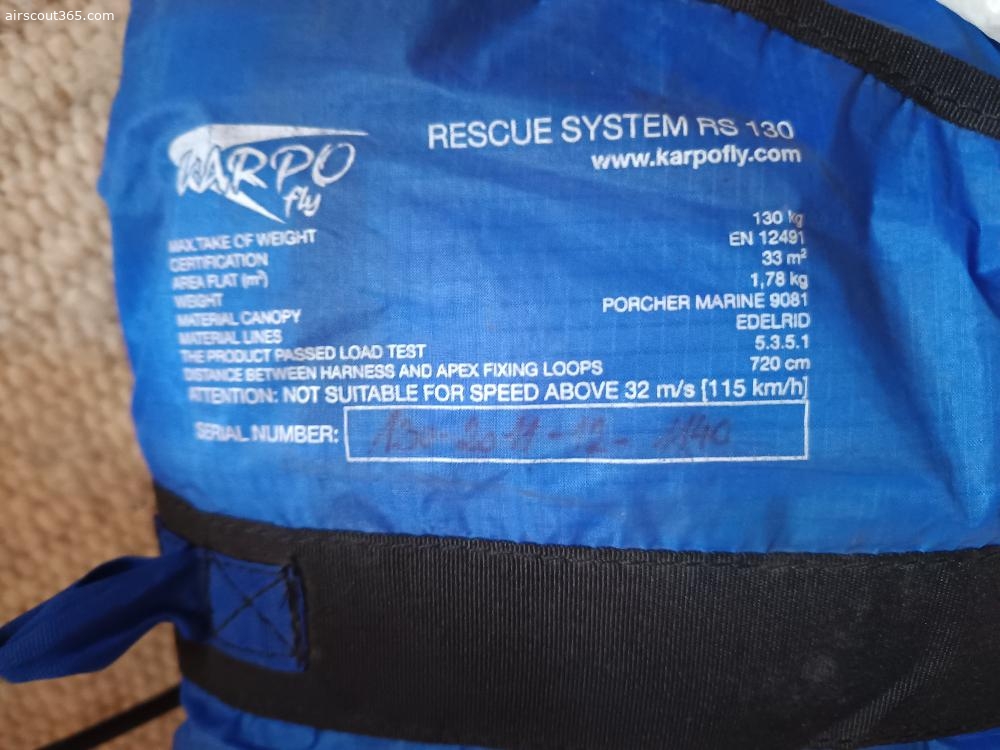 airscout365.com
KARPO
fly
RESCUE SYSTEM RS 130
www.karpofly.com
MAX.TAKE OF WEIGHT 130 kg
CERTIFICATION EN 12491
AREA FLAT (m²) 33 m²
WEIGHT 1,78 kg
MATERIAL CANOPY PORCHER MARINE 9081
MATERIAL LINES EDELRID
THE PRODUCT PASSED LOAD TEST 5.3.5.1
DISTANCE BETWEEN HARNESS AND APEX FIXING LOOPS 720 cm
ATTENTION: NOT SUITABLE FOR SPEED ABOVE 32 m/s [115 km/h]
SERIAL NUMBER: